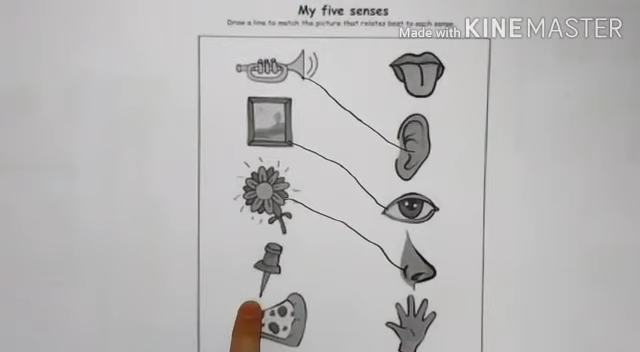 My five senses
Draw a line to match the picture that relates best to each sense.
Made with KINEMASTER